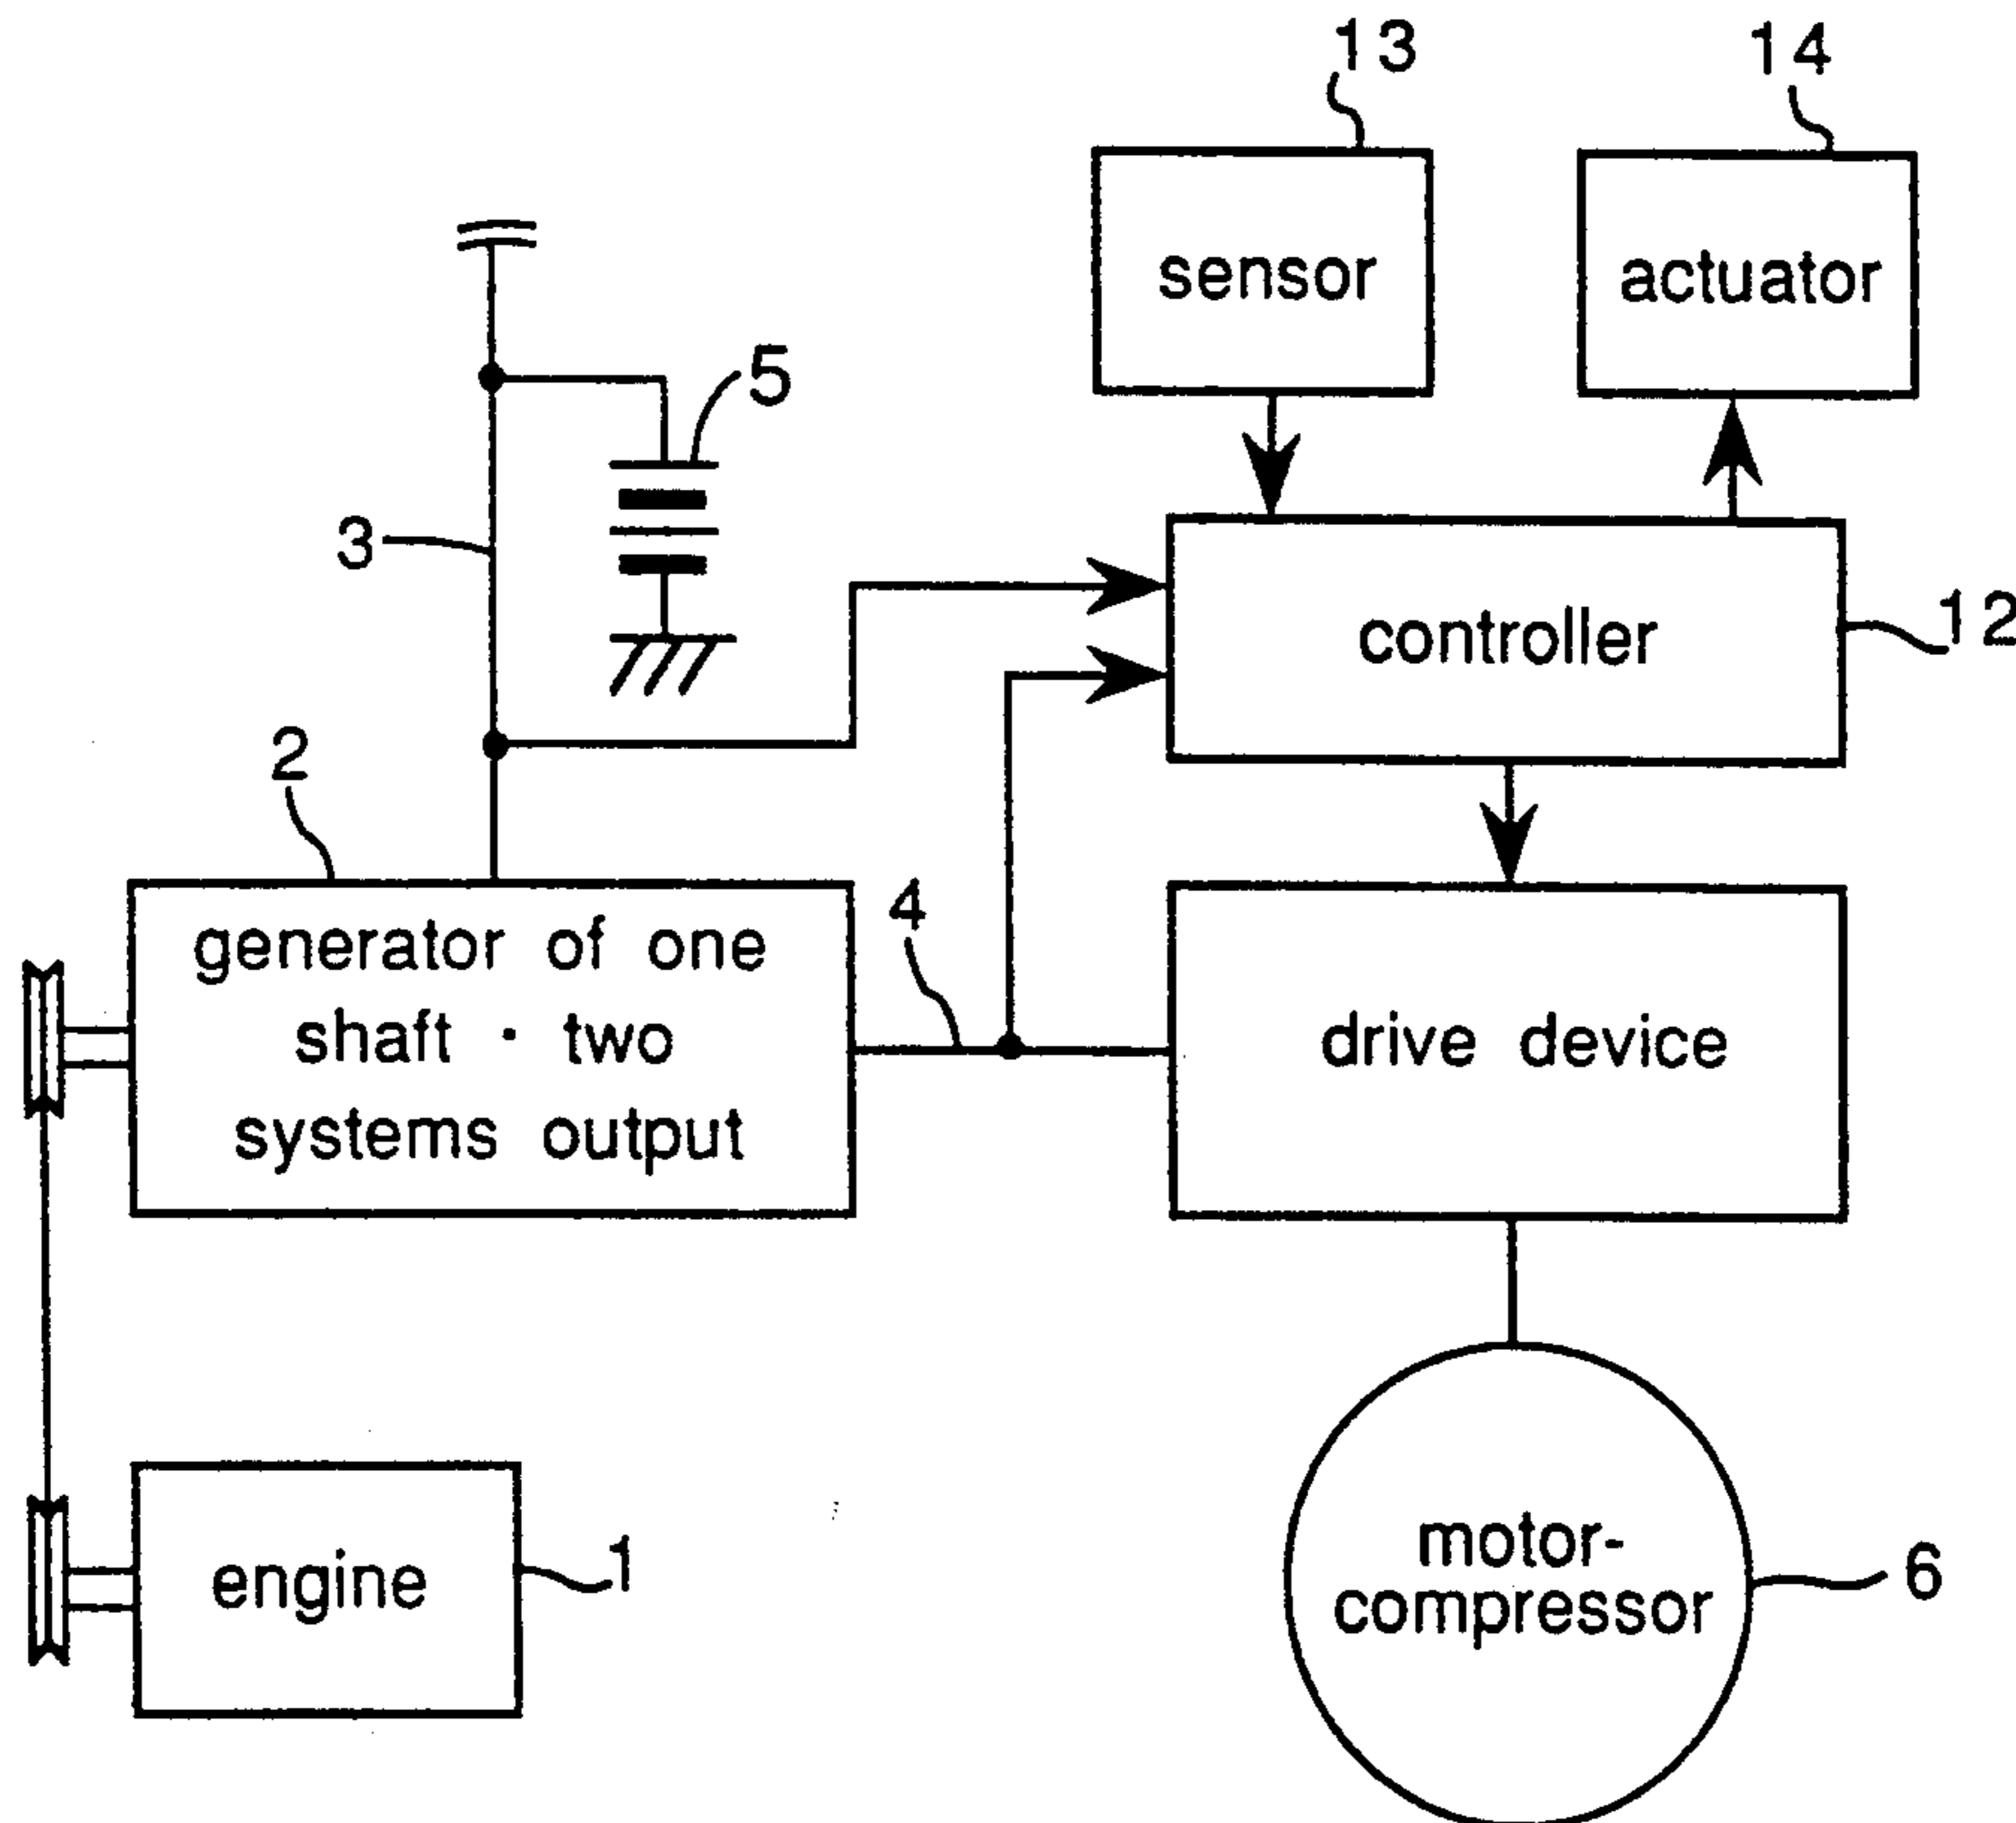 13
14
sensor
actuator
5
3
controller
12
2
4
generator of one
shaft · two
systems output
drive device
engine
1
motor-
compressor
6